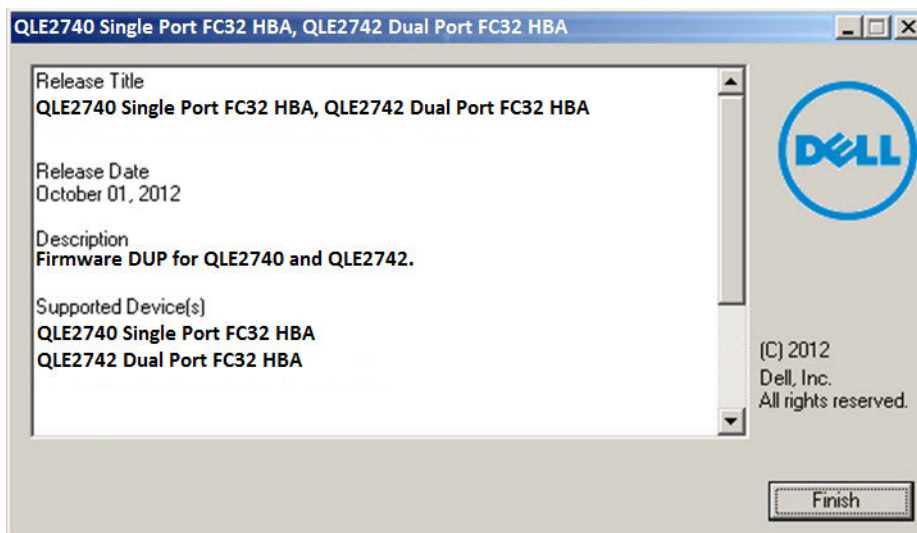 QLE2740 Single Port FC32 HBA, QLE2742 Dual Port FC32 HBA
Release Title
QLE2740 Single Port FC32 HBA, QLE2742 Dual Port FC32 HBA
Release Date
October 01, 2012
Description
Firmware DUP for QLE2740 and QLE2742.
Supported Device(s)
QLE2740 Single Port FC32 HBA
QLE2742 Dual Port FC32 HBA
DELL
(C) 2012
Dell, Inc.
All rights reserved.
Finish